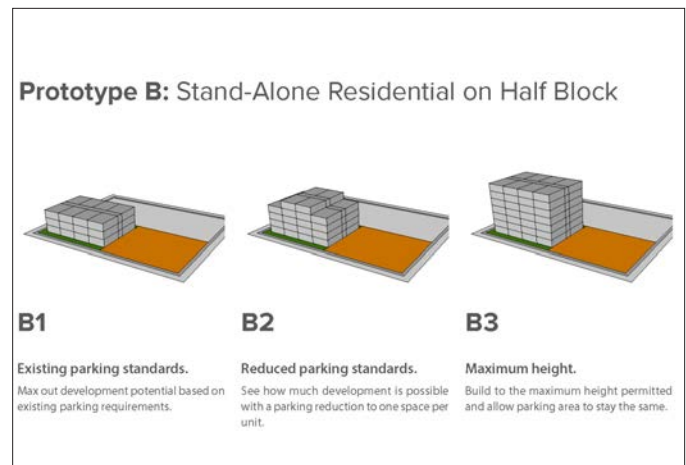 Prototype B: Stand-Alone Residential on Half Block
B1
Existing parking standards.
Max out development potential based on
existing parking requirements.
B2
Reduced parking standards.
See how much development is possible
with a parking reduction to one space per
unit.
B3
Maximum height.
Build to the maximum height permitted
and allow parking area to stay the same.